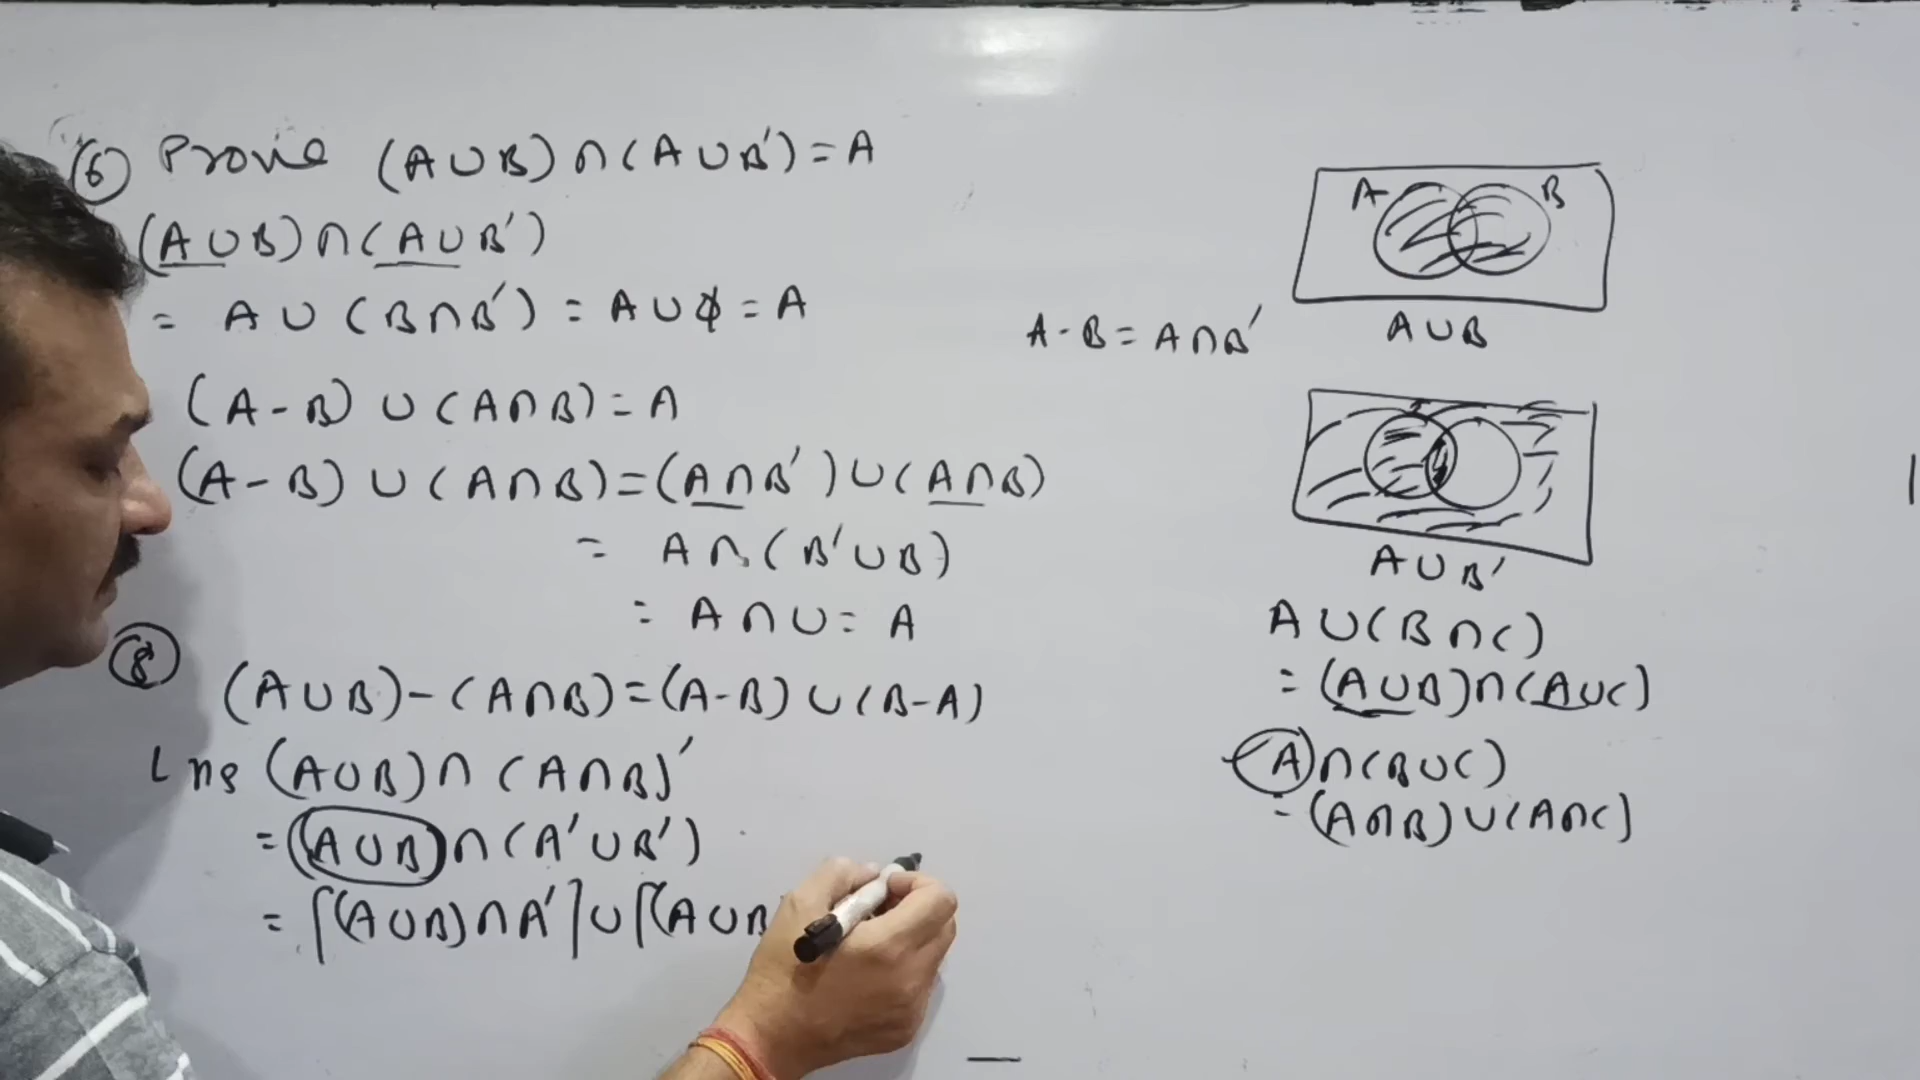 (6) Prove (A∪B)∩(A∪B')=A
(A∪B)∩(A∪B')
= A∪(B∩B') = A∪ϕ = A
(A-B)∪(A∩B)=A
(A-B)∪(A∩B)=(A∩B')∪(A∩B)
= A∩(B'∪B)
= A∩U = A
(8)
(A∪B)-(A∩B)=(A-B)∪(B-A)
LHS (A∪B)∩(A∩B)'
= (A∪B)∩(A'∪B')
= [(A∪B)∩A']∪[(A∪B
A-B = A∩B'
A B
A∪B
A∪B'
A∪(B∩C)
= (A∪B)∩(A∪C)
A∩(B∪C)
= (A∩B)∪(A∩C)